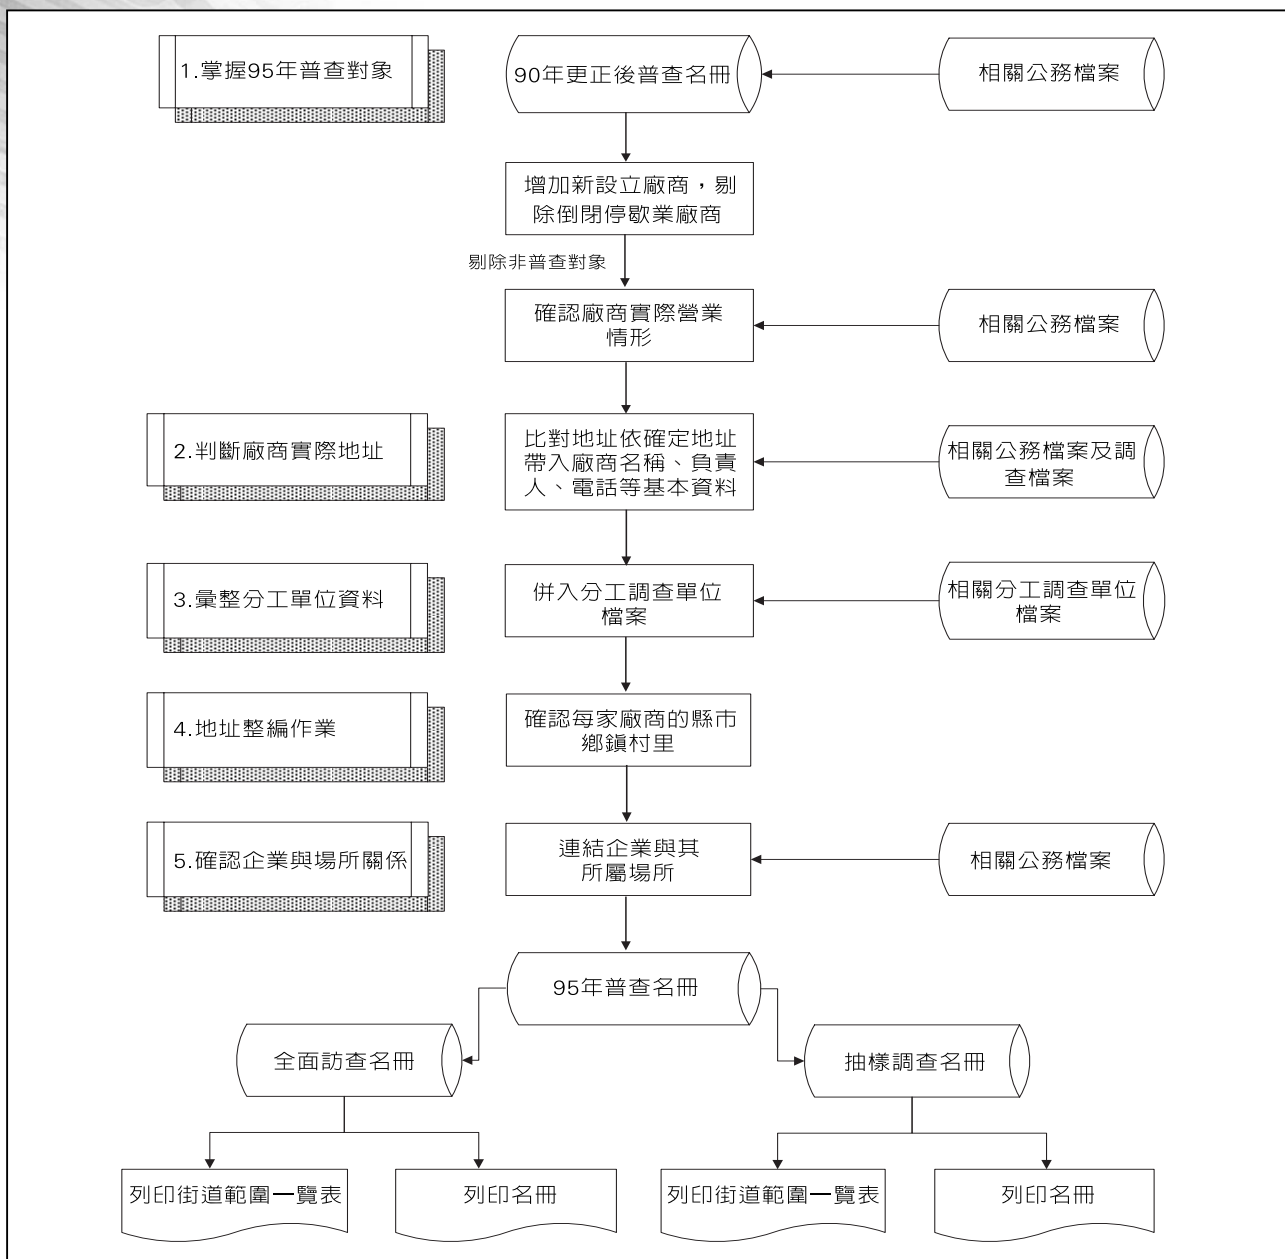 1.掌握95年普查對象
90年更正後普查名冊
相關公務檔案
增加新設立廠商，剔
除倒閉停歇業廠商
剔除非普查對象
確認廠商實際營業
情形
相關公務檔案
2.判斷廠商實際地址
比對地址依確定地址
帶入廠商名稱、負責
人、電話等基本資料
相關公務檔案及調
查檔案
3.彙整分工單位資料
併入分工調查單位
檔案
相關分工調查單位
檔案
4.地址整編作業
確認每家廠商的縣市
鄉鎮村里
5.確認企業與場所關係
連結企業與其
所屬場所
相關公務檔案
95年普查名冊
全面訪查名冊
抽樣調查名冊
列印街道範圍一覽表
列印名冊
列印街道範圍一覽表
列印名冊